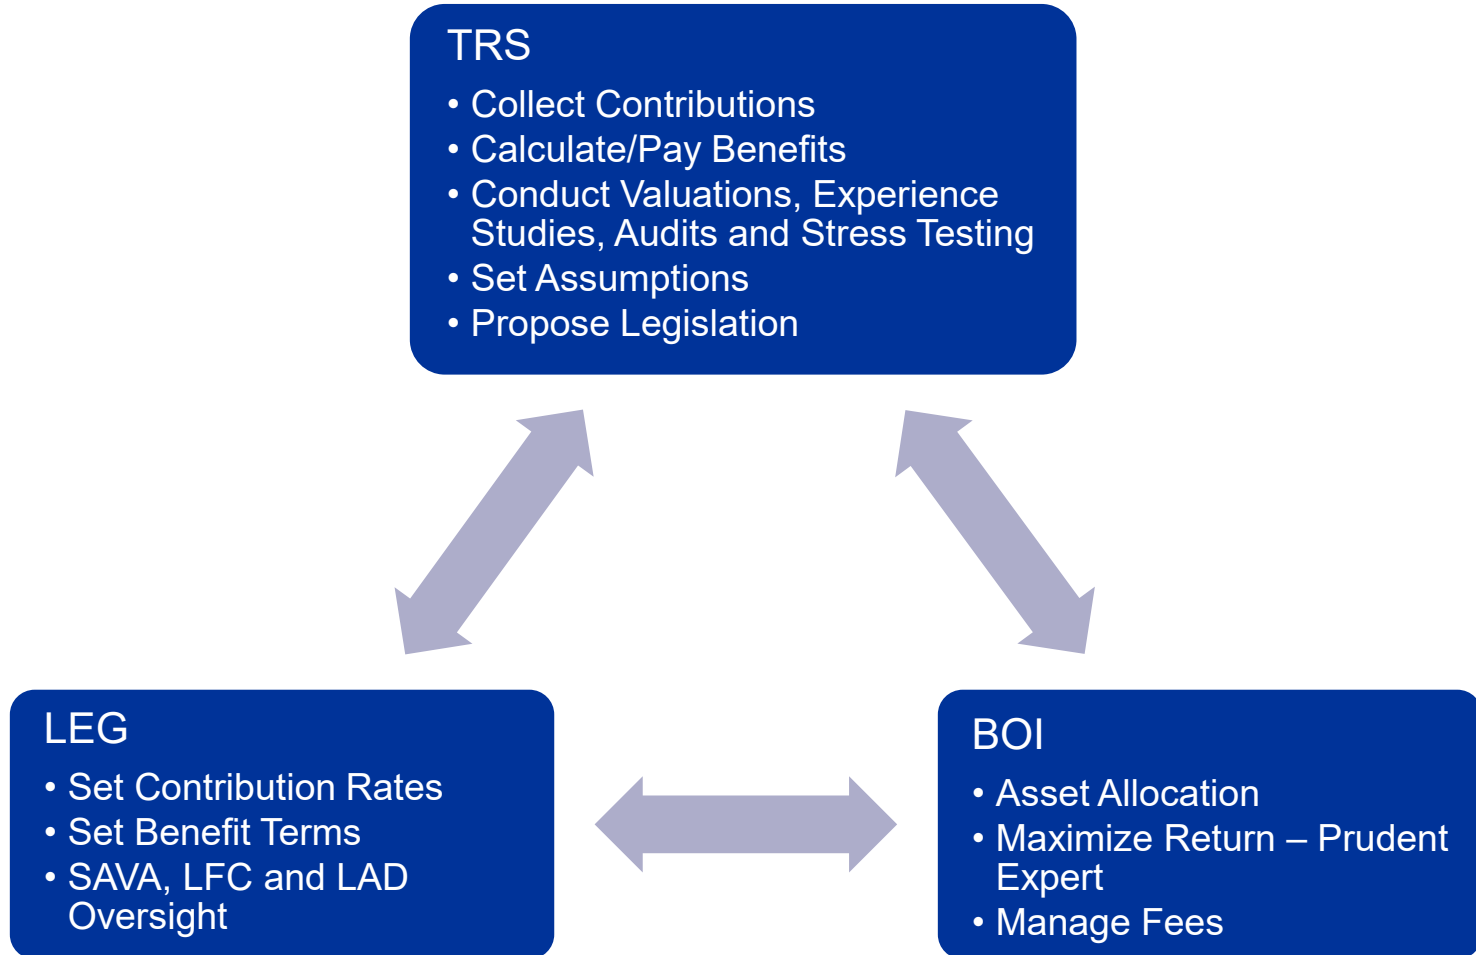 TRS
• Collect Contributions
• Calculate/Pay Benefits
• Conduct Valuations, Experience
Studies, Audits and Stress Testing
• Set Assumptions
• Propose Legislation
LEG
• Set Contribution Rates
• Set Benefit Terms
• SAVA, LFC and LAD
Oversight
BOI
• Asset Allocation
• Maximize Return – Prudent
Expert
• Manage Fees